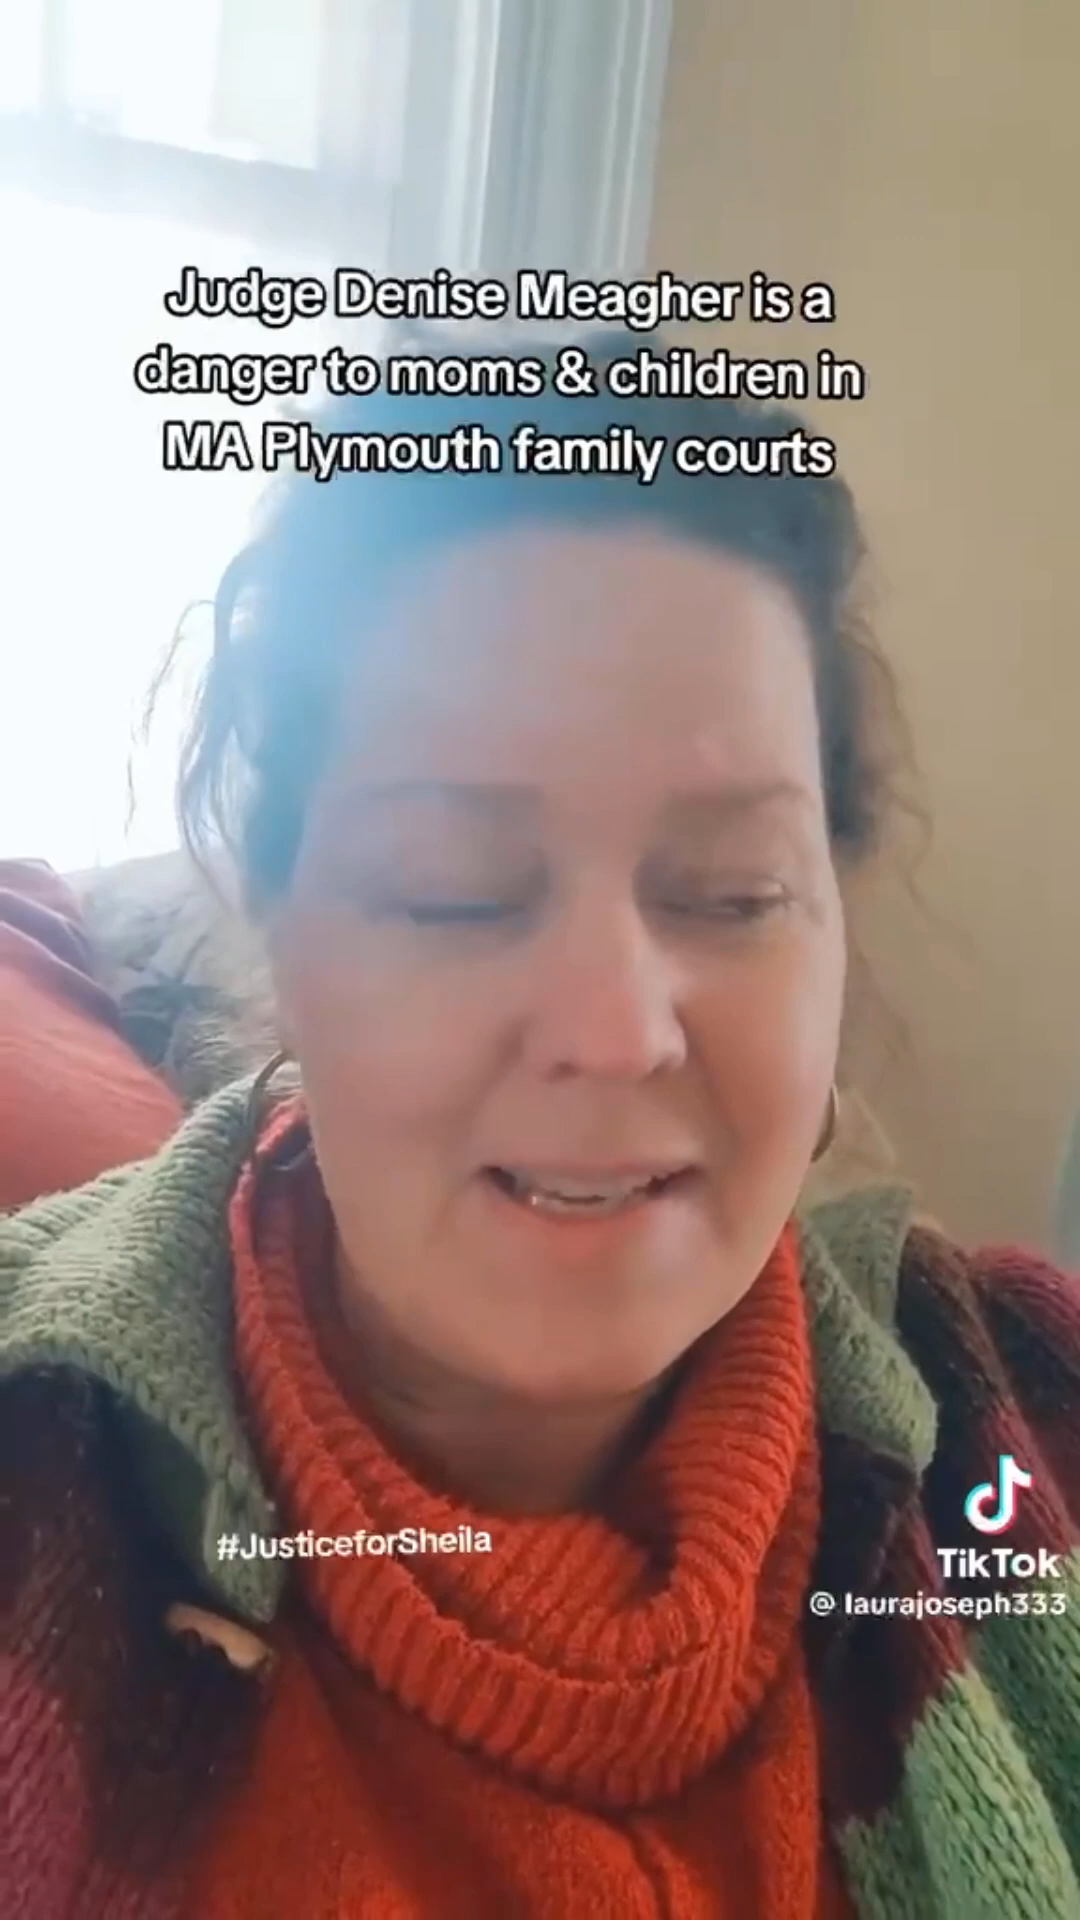 Judge Denise Meagher is a
danger to moms & children in
MA Plymouth family courts
#JusticeforSheila
TikTok
@ laurajoseph333